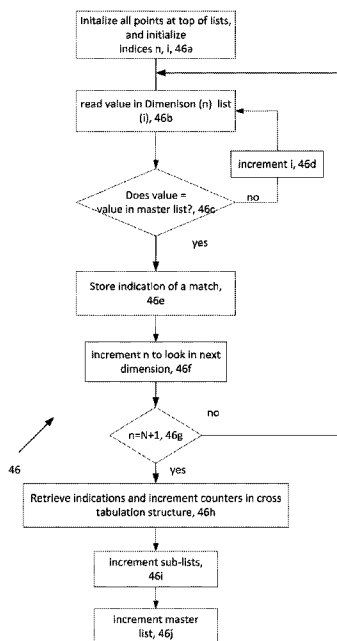 Initalize all points at top of lists,
and initialize
indices n, i, 46a
read value in Dimenison (n) list
(i), 46b
increment i, 46d
Does value =
value in master list?, 46c
no
yes
Store indication of a match,
46e
increment n to look in next
dimension, 46f
no
n=N+1, 46g
46
yes
Retrieve indications and increment counters in cross
tabulation structure, 46h
increment sub-lists,
46i
increment master
list, 46j